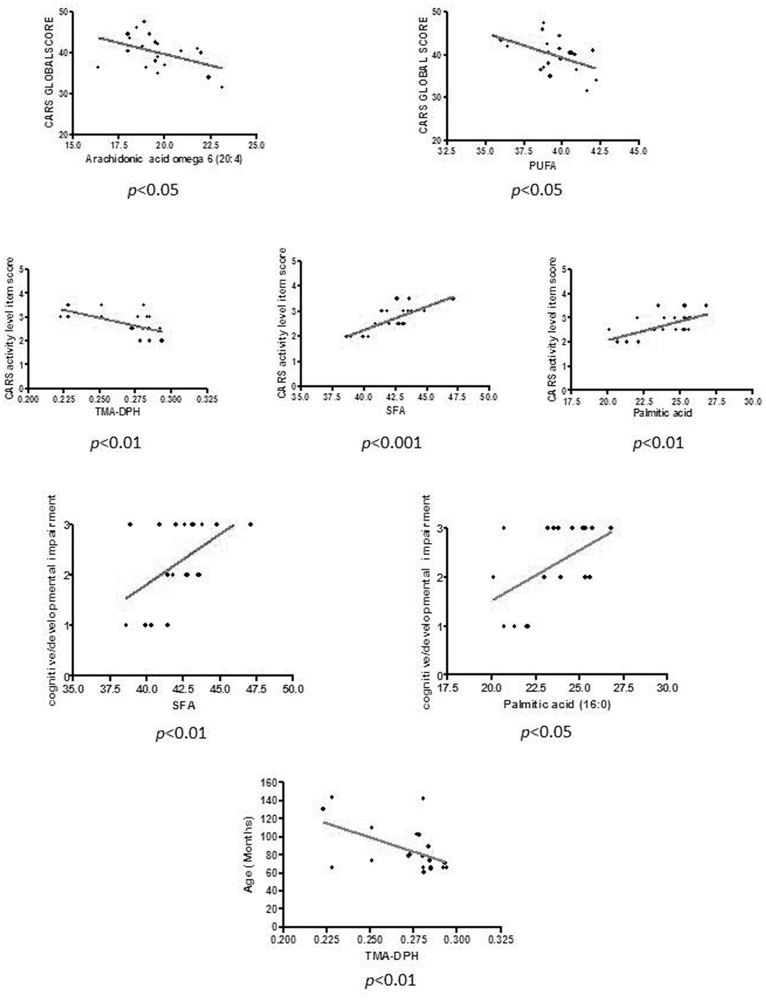 CARS GLOBALSCORE
50
40
30
20
15.0 17.5 20.0 22.5 25.0
Arachidonic acid omega 6 (20:4)
p<0.05
CARS GLOBAL SCORE
50
40
30
20
32.5 35.0 37.5 40.0 42.5 45.0
PUFA
p<0.05
CARS activity level item score
5
4
3
2
1
0
0.200 0.225 0.250 0.275 0.300 0.325
TMA-DPH
p<0.01
CARS activity level item score
5
4
3
2
1
0
35.0 37.5 40.0 42.5 45.0 47.5 50.0
SFA
p<0.001
CARS activity level item score
5
4
3
2
1
0
17.5 20.0 22.5 25.0 27.5 30.0
Palmitic acid
p<0.01
cognitive/developmental impairment
3
2
1
0
35.0 37.5 40.0 42.5 45.0 47.5 50.0
SFA
p<0.01
cognitive/developmental impairment
3
2
1
0
17.5 20.0 22.5 25.0 27.5 30.0
Palmitic acid (16:0)
p<0.05
Age (Months)
160
140
120
100
80
60
40
20
0
0.200 0.225 0.250 0.275 0.300 0.325
TMA-DPH
p<0.01